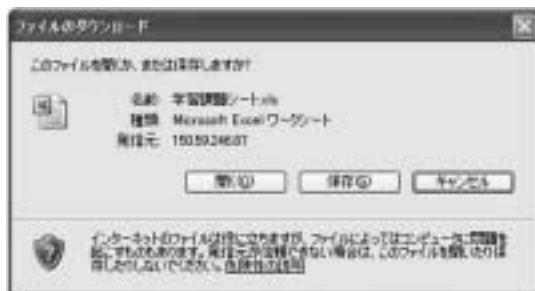 ファイルのダウンロード
このファイルを開くか、または保存しますか?
名前: 学習課題シート.xls
種類: Microsoft Excel ワークシート
発信元: 150.59.246.87
開く(O) 保存(S) キャンセル
インターネットのファイルは役に立ちますが、ファイルによってはコンピュータに問題を
起こすものもあります。発信元が信頼できない場合は、このファイルを開いたり保
存したりしないでください。危険性の説明